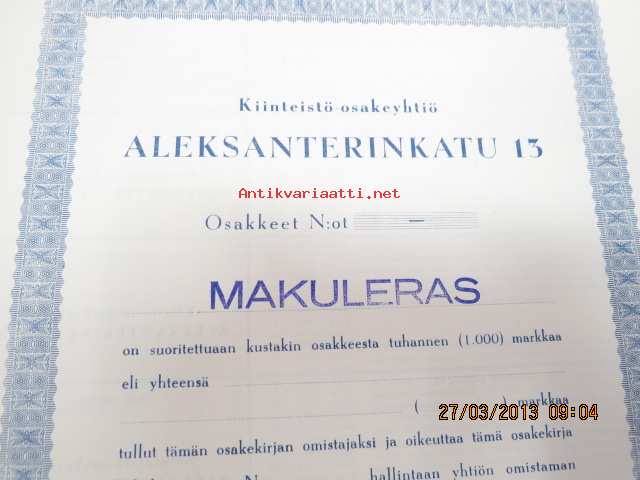 Kiinteistö-osakeyhtiö
ALEKSANTERINKATU 13
Antikvariaatti.net
Osakkeet N:ot —
MAKULERAS
on suoritettuaan kustakin osakkeesta tuhannen (1.000) markkaa
eli yhteensä
( ) markkaa
27/03/2013 09:04
tullut tämän osakekirjan omistajaksi ja oikeuttaa tämä osakekirja
hallintaan yhtiön omistaman